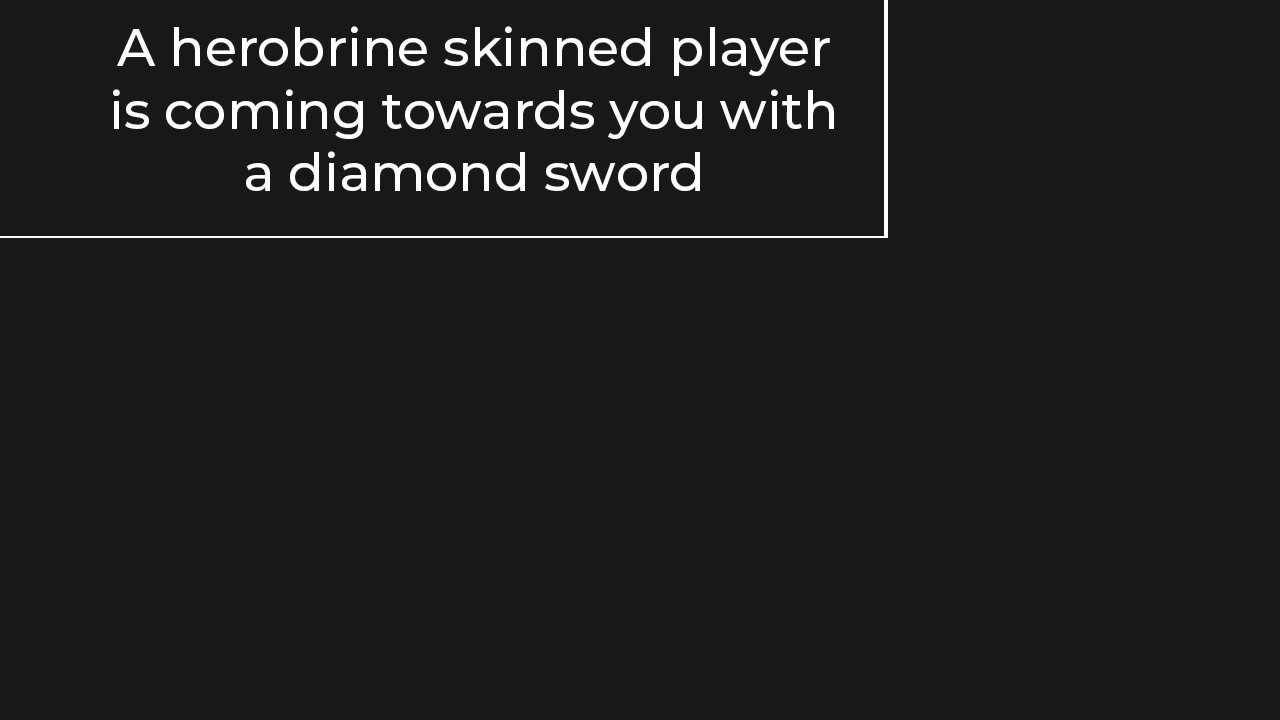 A herobrine skinned player
is coming towards you with
a diamond sword